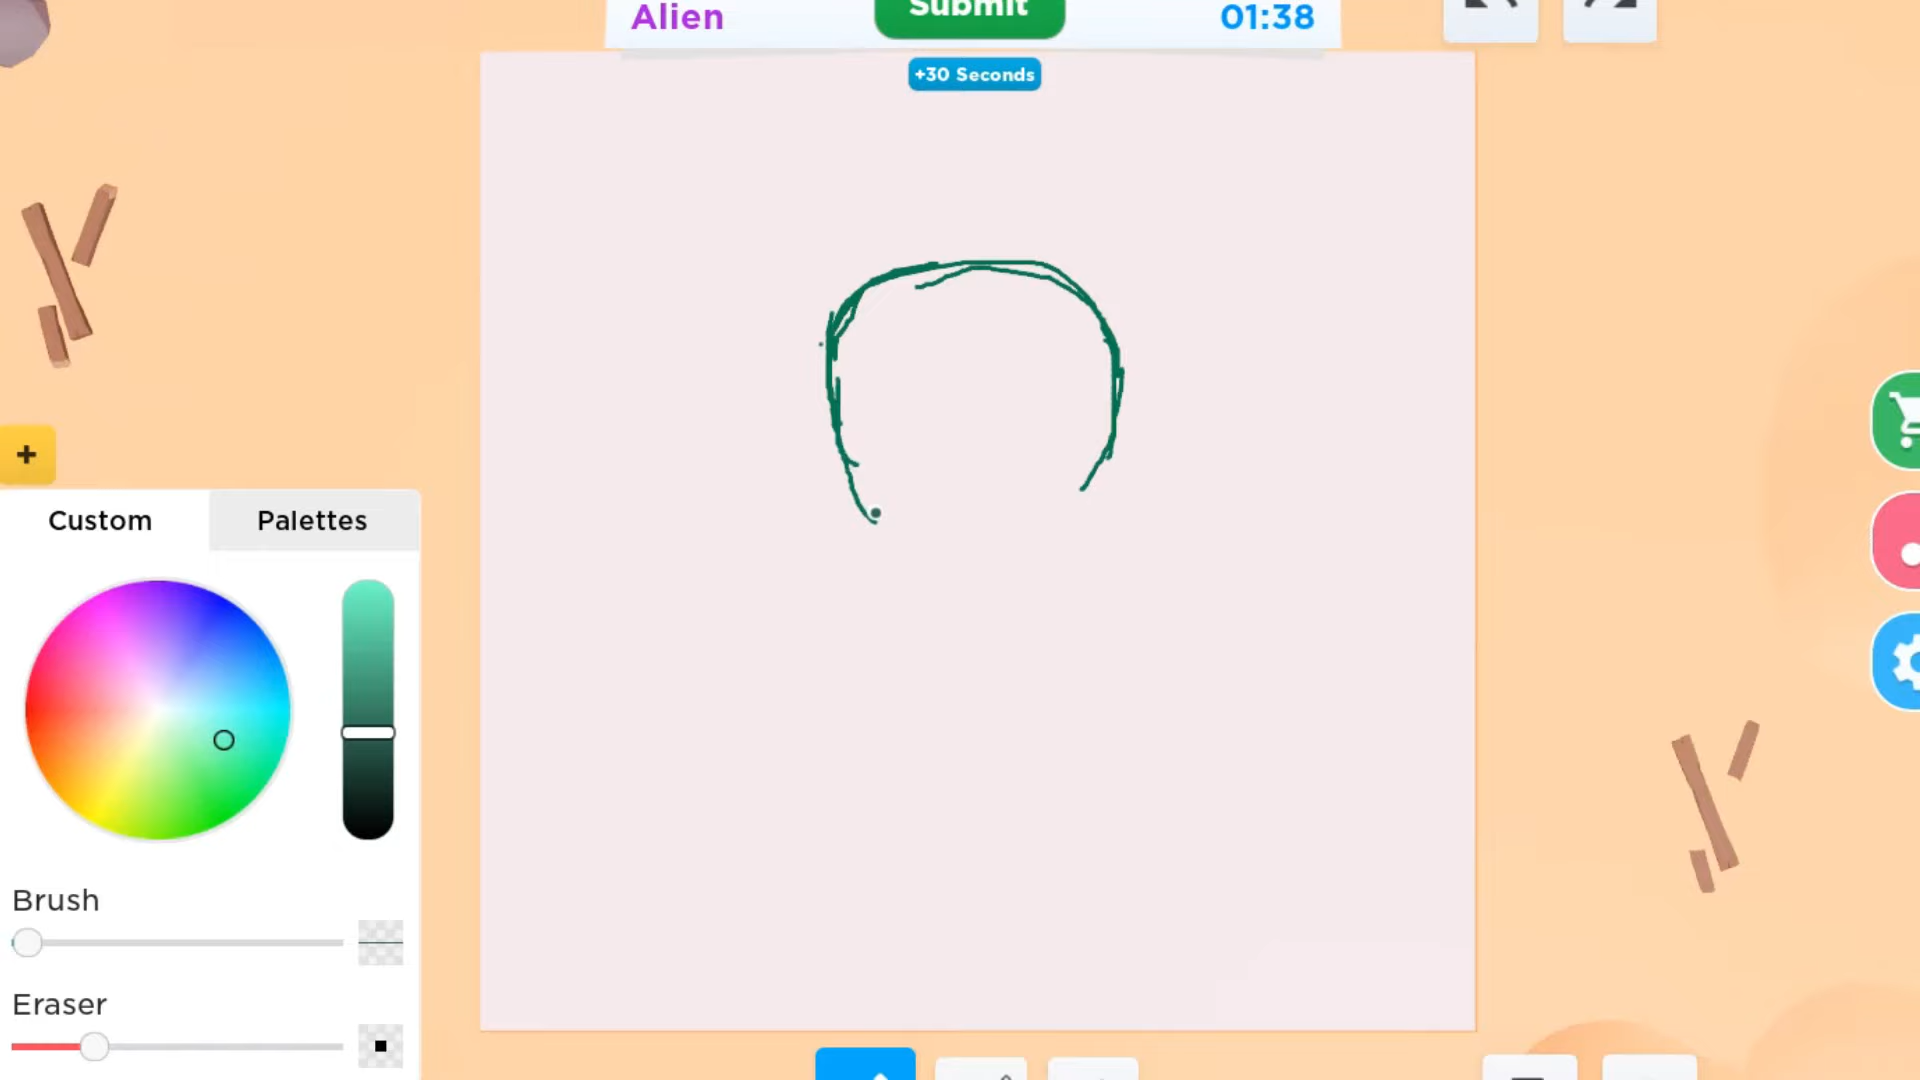 Alien
Submit
01:38
+30 Seconds
+
Custom
Palettes
Brush
Eraser